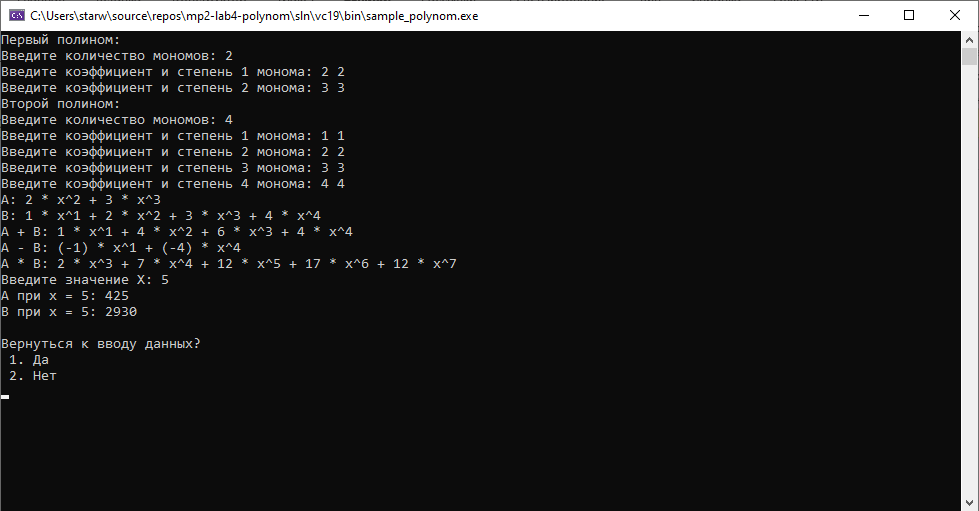 C:\Users\starw\source\repos\mp2-lab4-polynom\sln\vc19\bin\sample_polynom.exe
Первый полином:
Введите количество мономов: 2
Введите коэффициент и степень 1 монома: 2 2
Введите коэффициент и степень 2 монома: 3 3
Второй полином:
Введите количество мономов: 4
Введите коэффициент и степень 1 монома: 1 1
Введите коэффициент и степень 2 монома: 2 2
Введите коэффициент и степень 3 монома: 3 3
Введите коэффициент и степень 4 монома: 4 4
A: 2 * x^2 + 3 * x^3
B: 1 * x^1 + 2 * x^2 + 3 * x^3 + 4 * x^4
A + B: 1 * x^1 + 4 * x^2 + 6 * x^3 + 4 * x^4
A - B: (-1) * x^1 + (-4) * x^4
A * B: 2 * x^3 + 7 * x^4 + 12 * x^5 + 17 * x^6 + 12 * x^7
Введите значение X: 5
A при x = 5: 425
B при x = 5: 2930
Вернуться к вводу данных?
1. Да
2. Нет